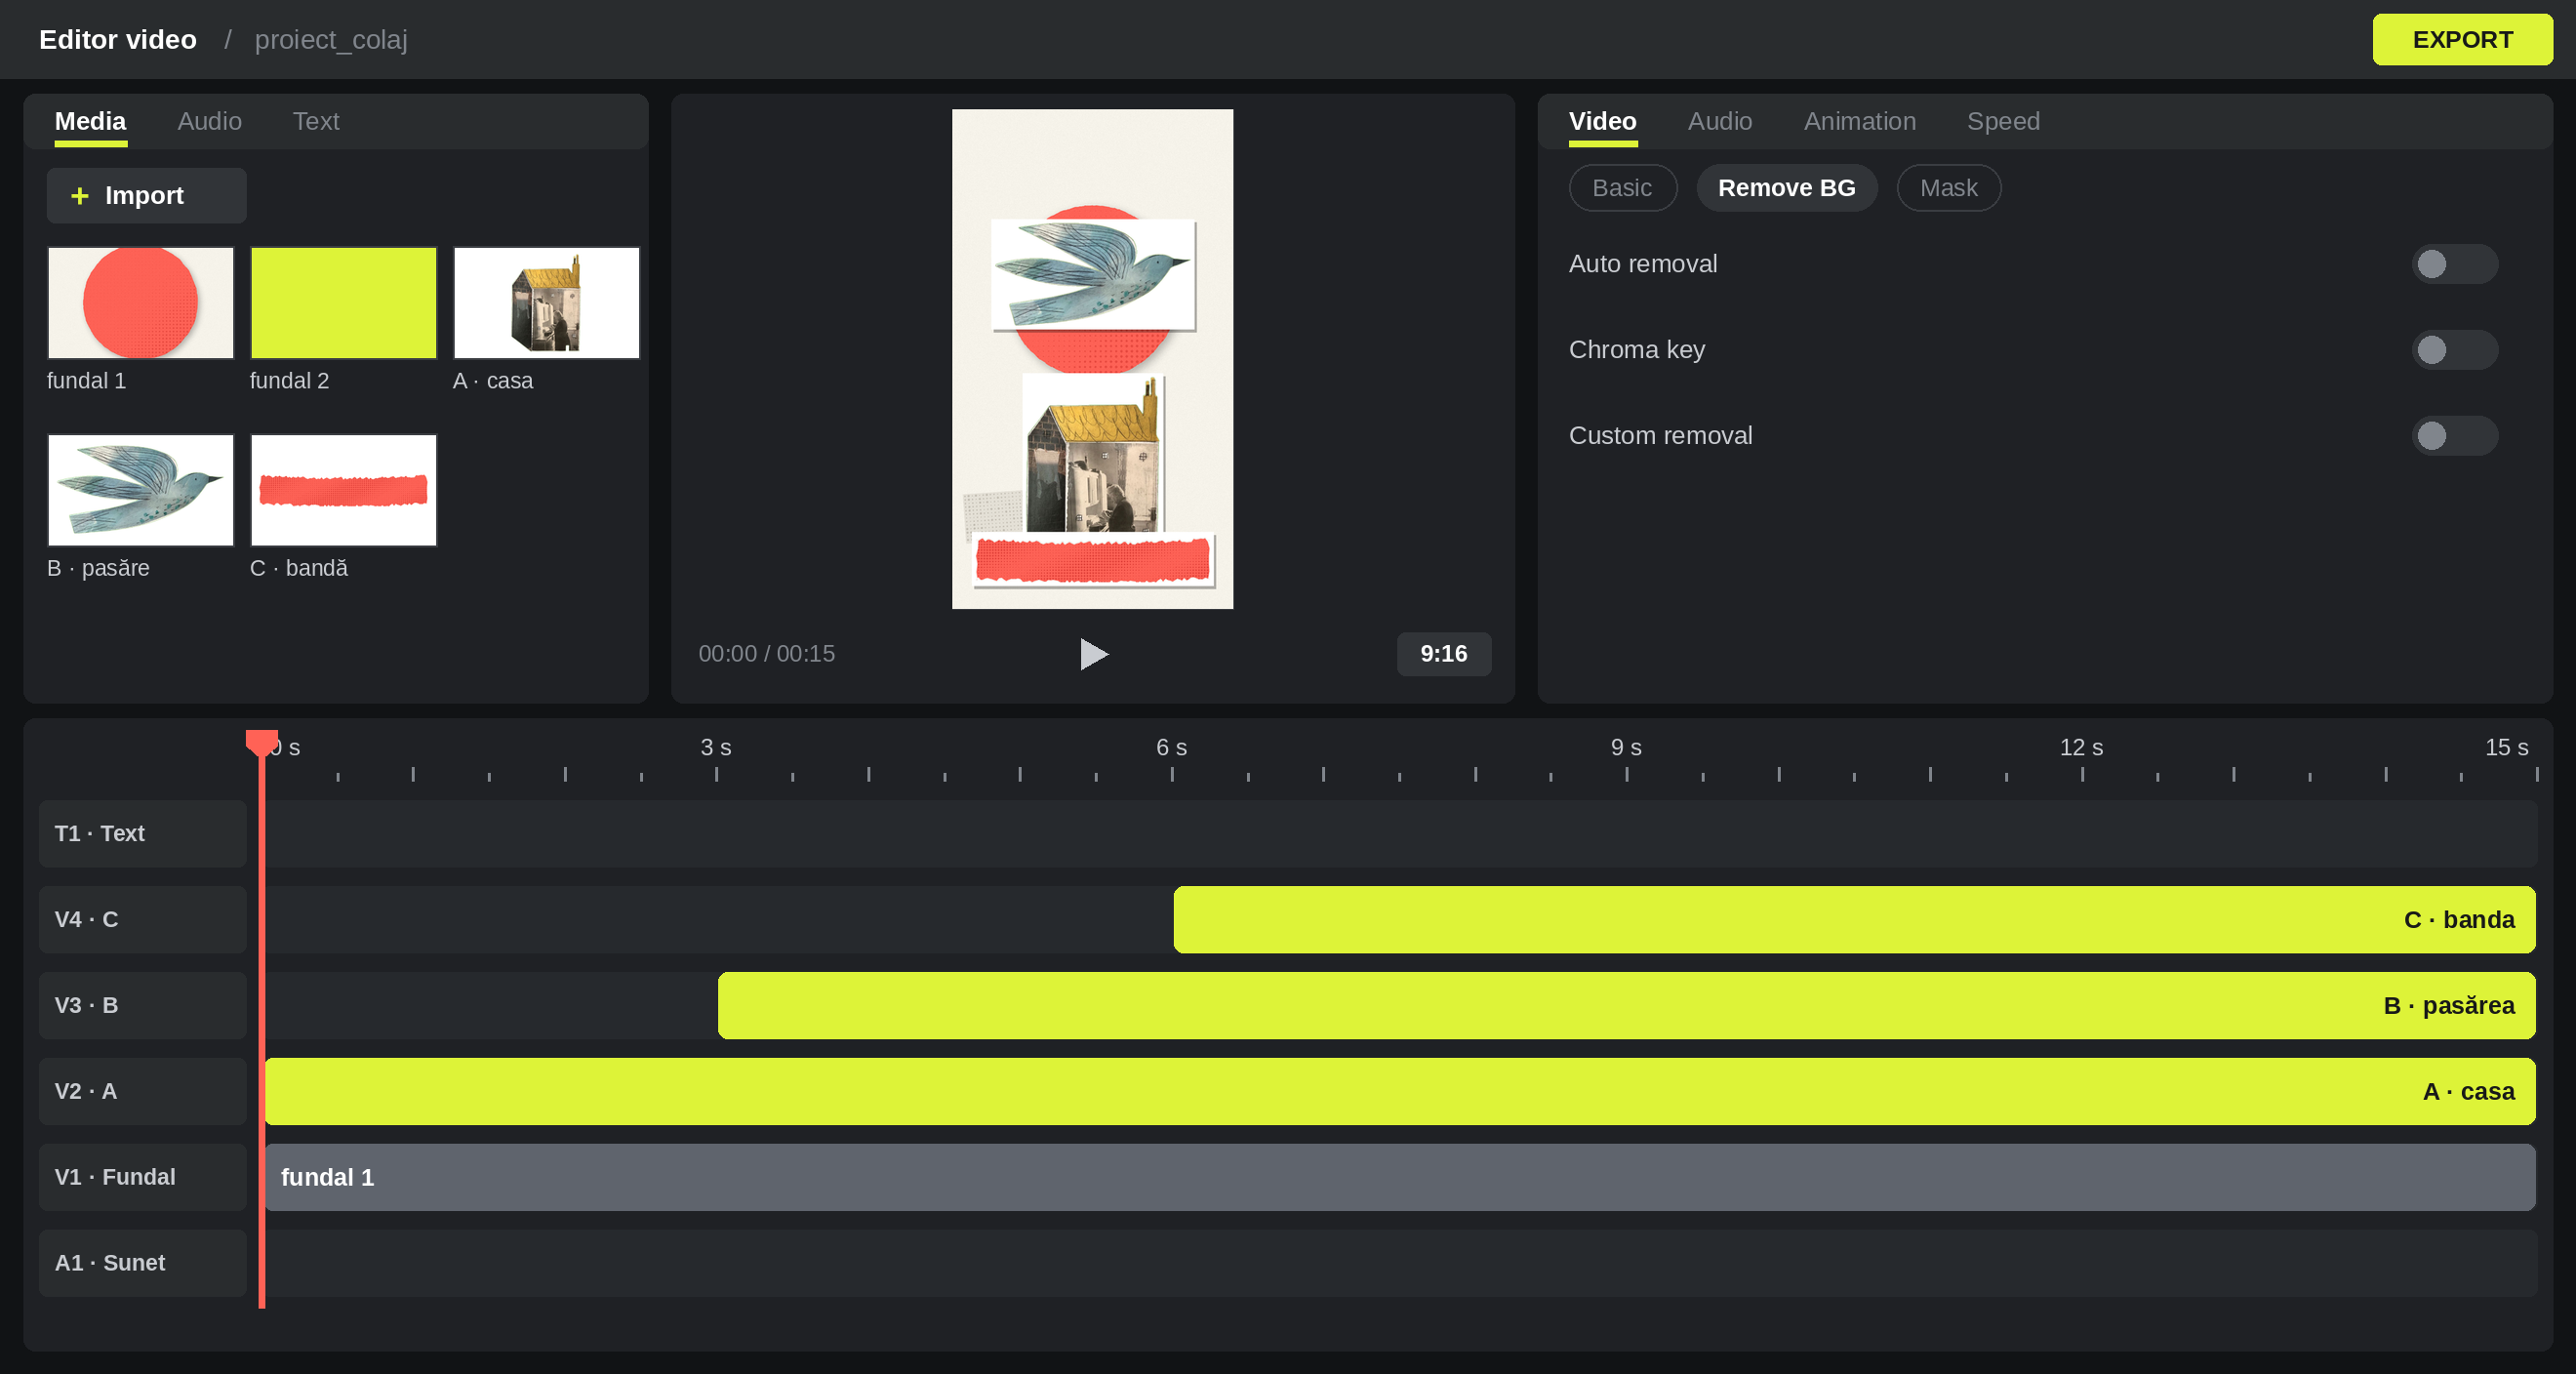 Editor video / proiect_colaj
EXPORT
Media Audio Text
+ Import
fundal 1
fundal 2
A · casa
B · pasăre
C · bandă
00:00 / 00:15
9:16
Video Audio Animation Speed
Basic Remove BG Mask
Auto removal
Chroma key
Custom removal
0 s 3 s 6 s 9 s 12 s 15 s
T1 · Text
V4 · C
C · banda
V3 · B
B · pasărea
V2 · A
A · casa
V1 · Fundal
fundal 1
A1 · Sunet